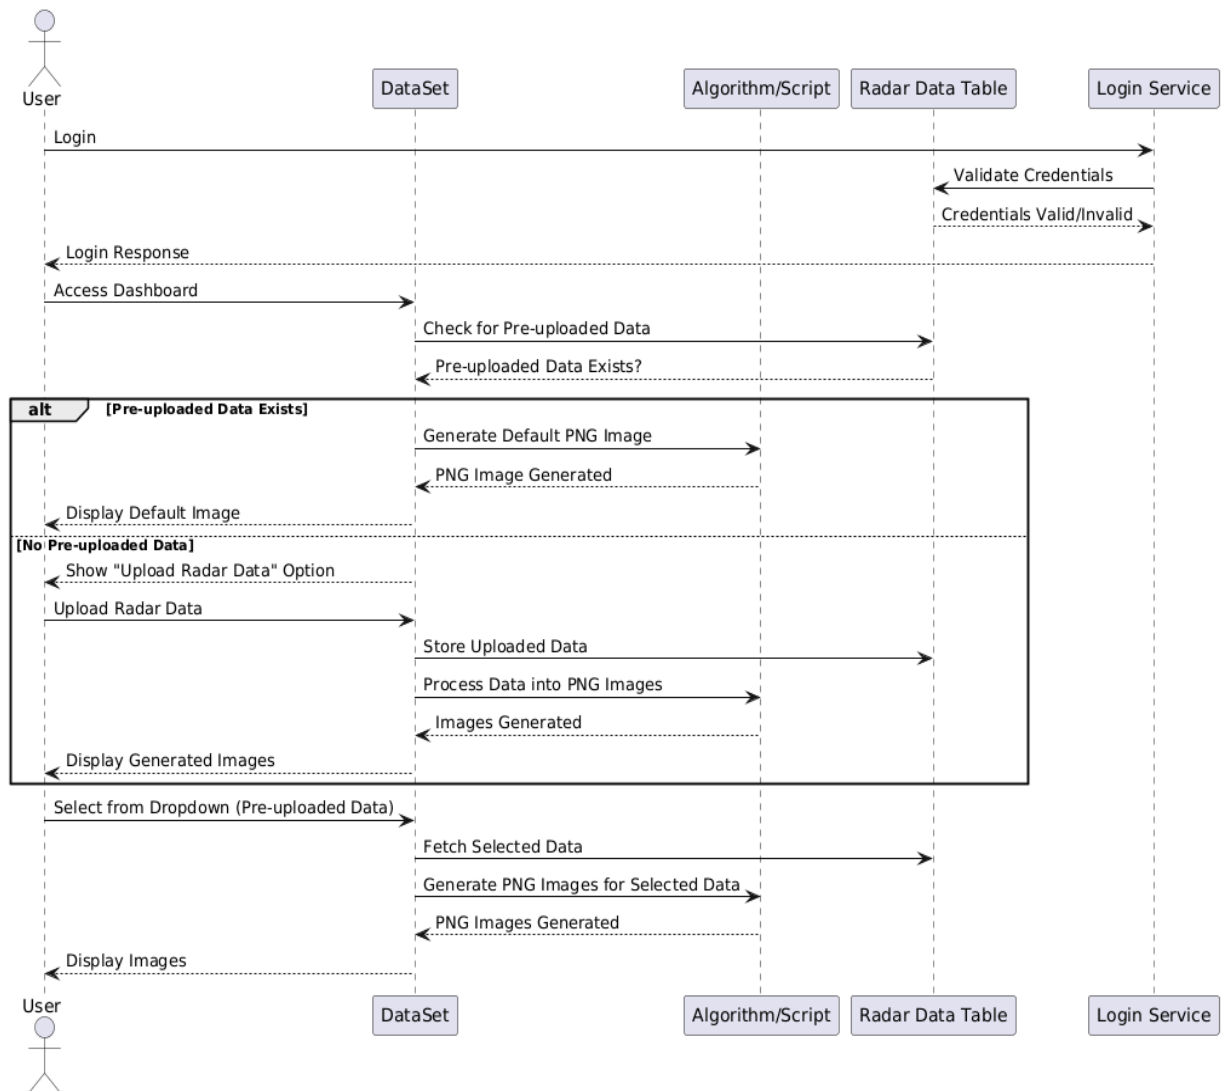 User
DataSet
Algorithm/Script
Radar Data Table
Login Service
Login
Validate Credentials
Credentials Valid/Invalid
Login Response
Access Dashboard
Check for Pre-uploaded Data
Pre-uploaded Data Exists?
alt
[Pre-uploaded Data Exists]
Generate Default PNG Image
PNG Image Generated
Display Default Image
[No Pre-uploaded Data]
Show "Upload Radar Data" Option
Upload Radar Data
Store Uploaded Data
Process Data into PNG Images
Images Generated
Display Generated Images
Select from Dropdown (Pre-uploaded Data)
Fetch Selected Data
Generate PNG Images for Selected Data
PNG Images Generated
Display Images
User
DataSet
Algorithm/Script
Radar Data Table
Login Service